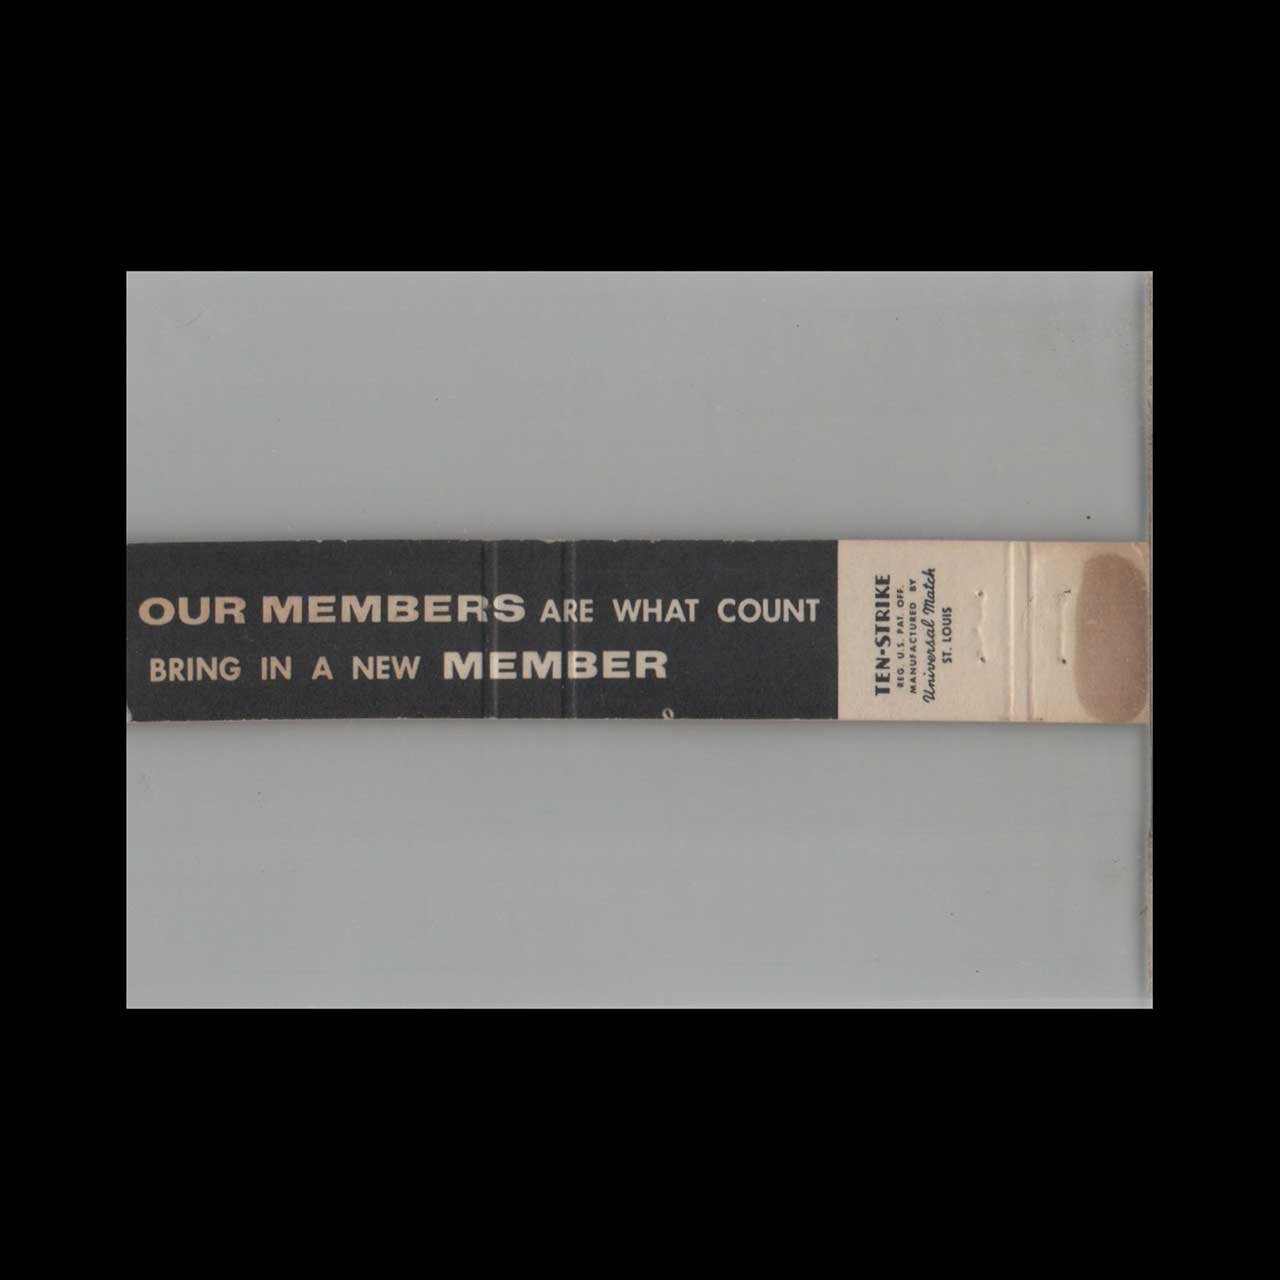 OUR MEMBERS ARE WHAT COUNT
BRING IN A NEW MEMBER
TEN-STRIKE
REG. U.S. PAT. OFF.
MANUFACTURED BY
Universal Match
ST. LOUIS